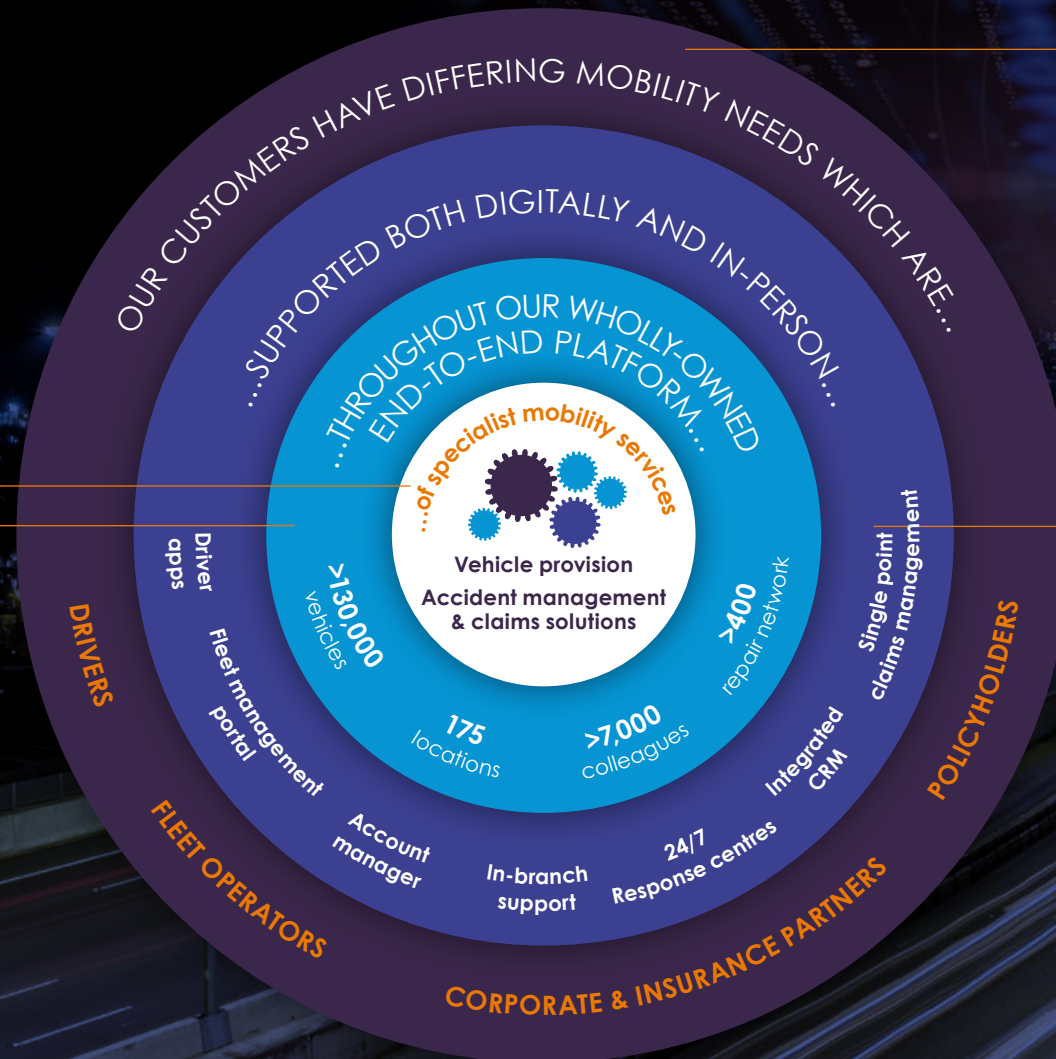 OUR CUSTOMERS HAVE DIFFERING MOBILITY NEEDS WHICH ARE...
...SUPPORTED BOTH DIGITALLY AND IN-PERSON...
...THROUGHOUT OUR WHOLLY-OWNED
END-TO-END PLATFORM...
...of specialist mobility services
Vehicle provision
Accident management
& claims solutions
>130,000
vehicles
175
locations
>7,000
colleagues
>400
repair network
Driver
apps
Fleet management
portal
Account
manager
In-branch
support
24/7
Response centres
Integrated
CRM
Single point
claims management
DRIVERS
FLEET OPERATORS
CORPORATE & INSURANCE PARTNERS
POLICYHOLDERS